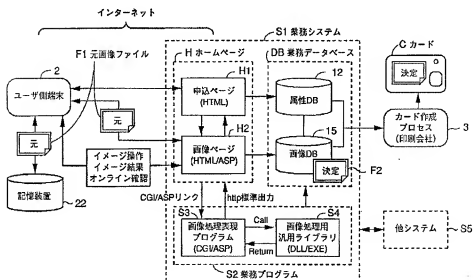 インターネット
F1 元画像ファイル
S1 業務システム
H ホームページ
DB 業務データベース
C カード
決定
2
ユーザ側端末
元
元
記憶装置
22
イメージ操作
イメージ結果
オンライン確認
H1
申込ページ
(HTML)
H2
画像ページ
(HTML/ASP)
12
属性DB
15
画像DB
決定
F2
カード作成
プロセス
(印刷会社)
3
CGI/ASPリンク
http標準出力
S3
画像処理表現
プログラム
(CGI/ASP)
Call
Return
S4
画像処理用
汎用ライブラリ
(DLL/EXE)
S2 業務プログラム
他システム
S5